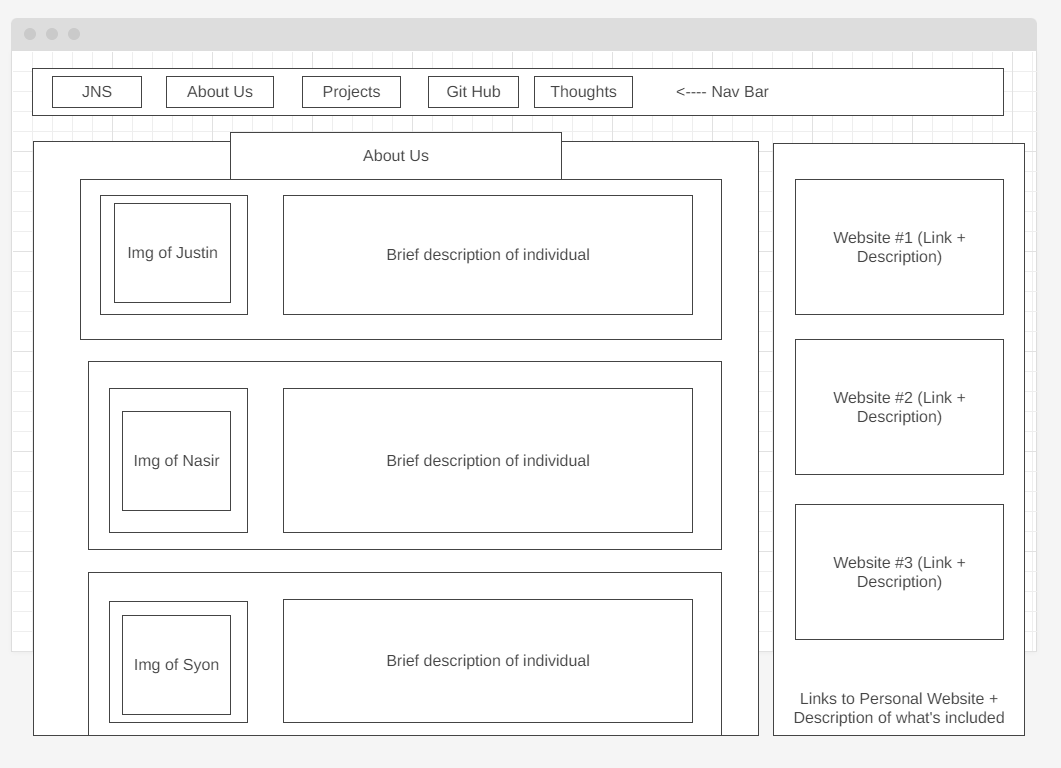 JNS
About Us
Projects
Git Hub
Thoughts
<---- Nav Bar
About Us
Img of Justin
Brief description of individual
Img of Nasir
Brief description of individual
Img of Syon
Brief description of individual
Website #1 (Link +
Description)
Website #2 (Link +
Description)
Website #3 (Link +
Description)
Links to Personal Website +
Description of what's included